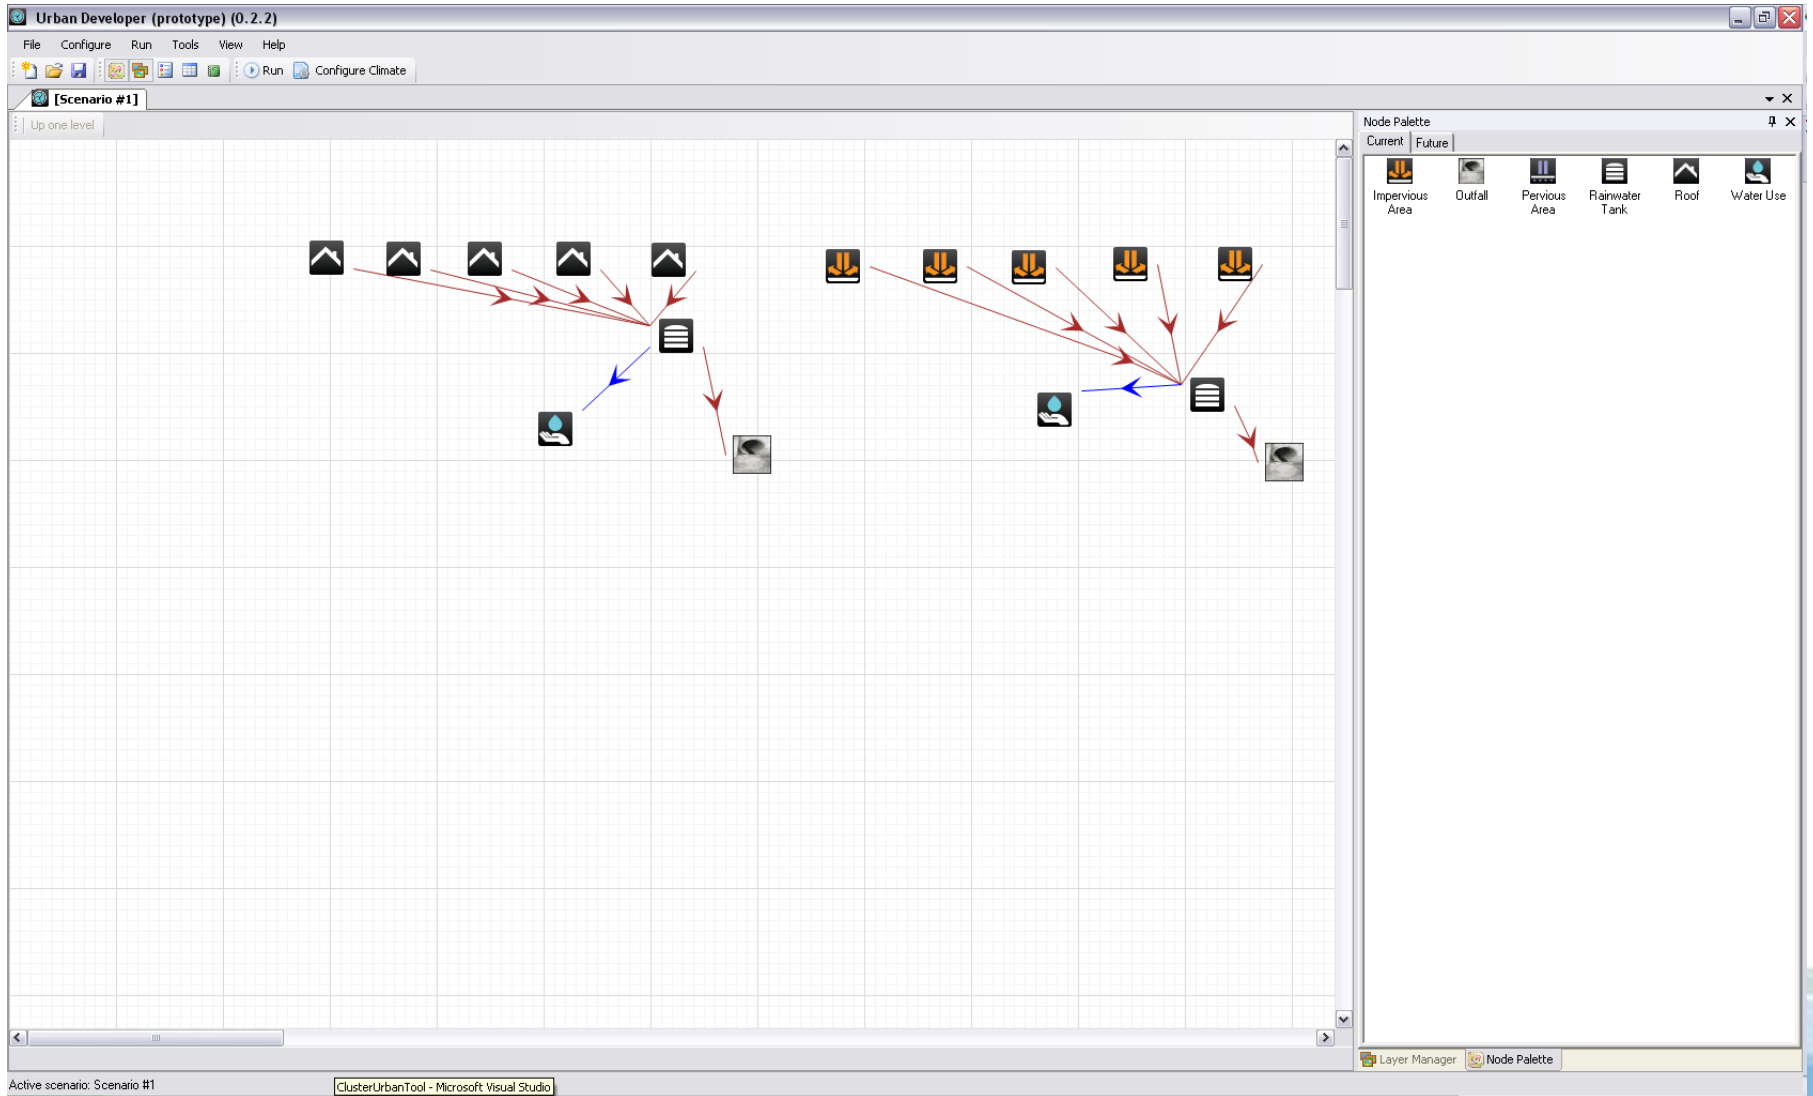 Urban Developer (prototype) (0.2.2)
File Configure Run Tools View Help
Run Configure Climate
[Scenario #1]
Up one level
Node Palette
Current Future
Impervious Area
Outfall
Pervious Area
Rainwater Tank
Roof
Water Use
Layer Manager Node Palette
Active scenario: Scenario #1
ClusterUrbanTool - Microsoft Visual Studio